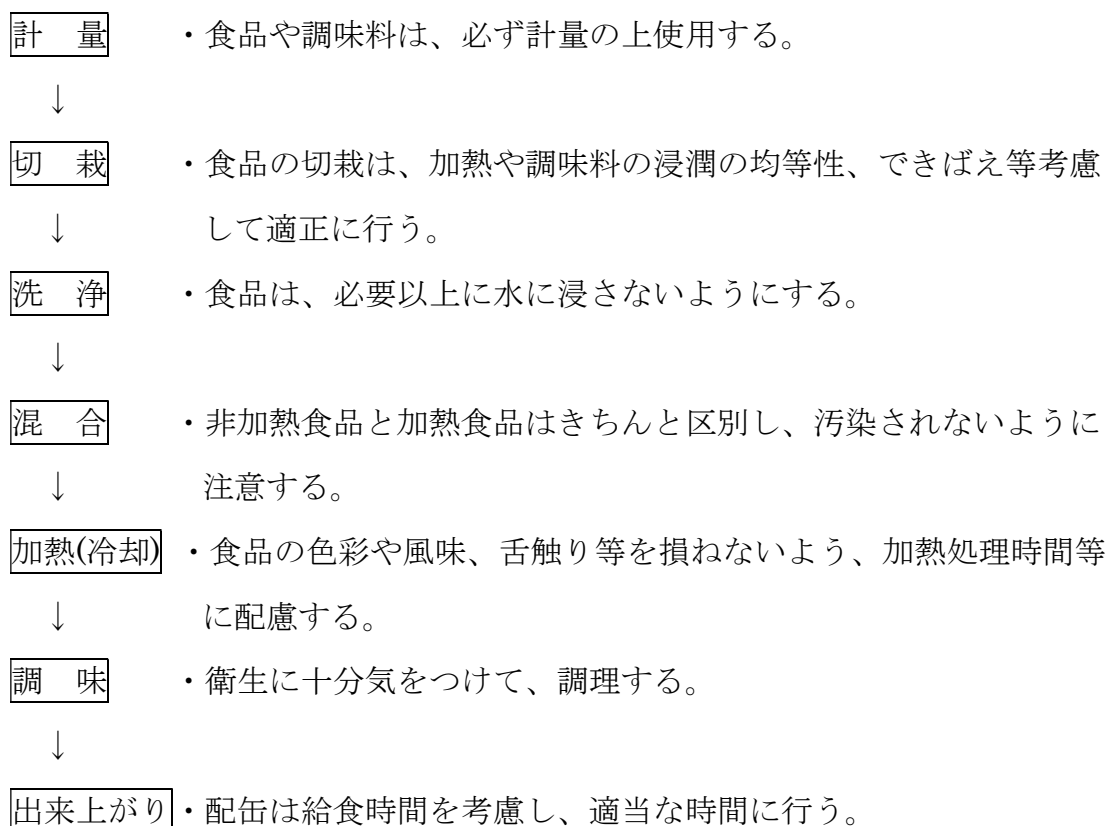 計　量　・食品や調味料は、必ず計量の上使用する。
↓
切　栽　・食品の切栽は、加熱や調味料の浸潤の均等性、できばえ等考慮
↓　して適正に行う。
洗　浄　・食品は、必要以上に水に浸さないようにする。
↓
混　合　・非加熱食品と加熱食品はきちんと区別し、汚染されないように
↓　注意する。
加熱(冷却)　・食品の色彩や風味、舌触り等を損ねないよう、加熱処理時間等
↓　に配慮する。
調　味　・衛生に十分気をつけて、調理する。
↓
出来上がり・配缶は給食時間を考慮し、適当な時間に行う。